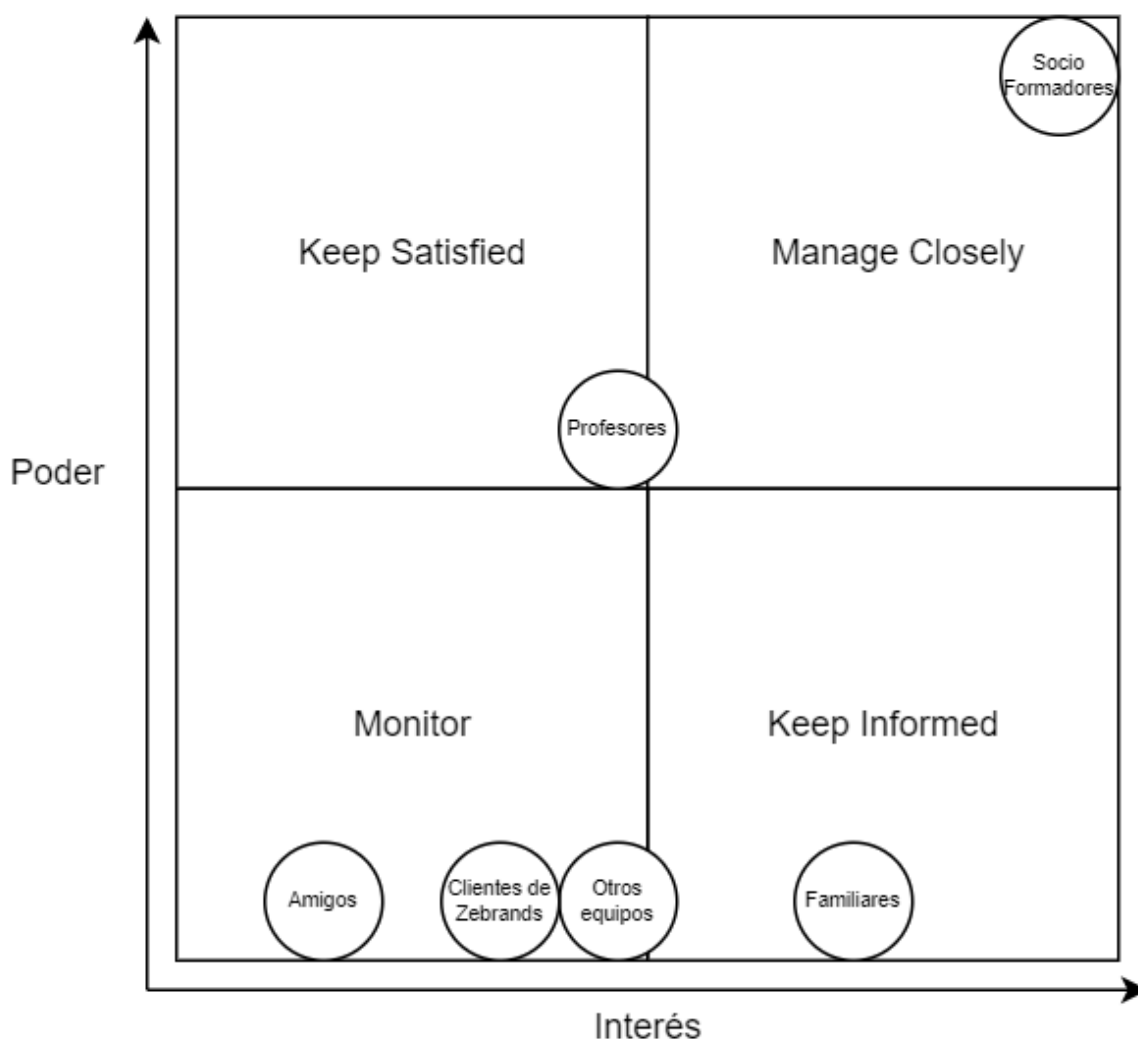 Socio
Formadores
Keep Satisfied
Manage Closely
Profesores
Poder
Monitor
Keep Informed
Amigos
Clientes de
Zebrands
Otros
equipos
Familiares
Interés